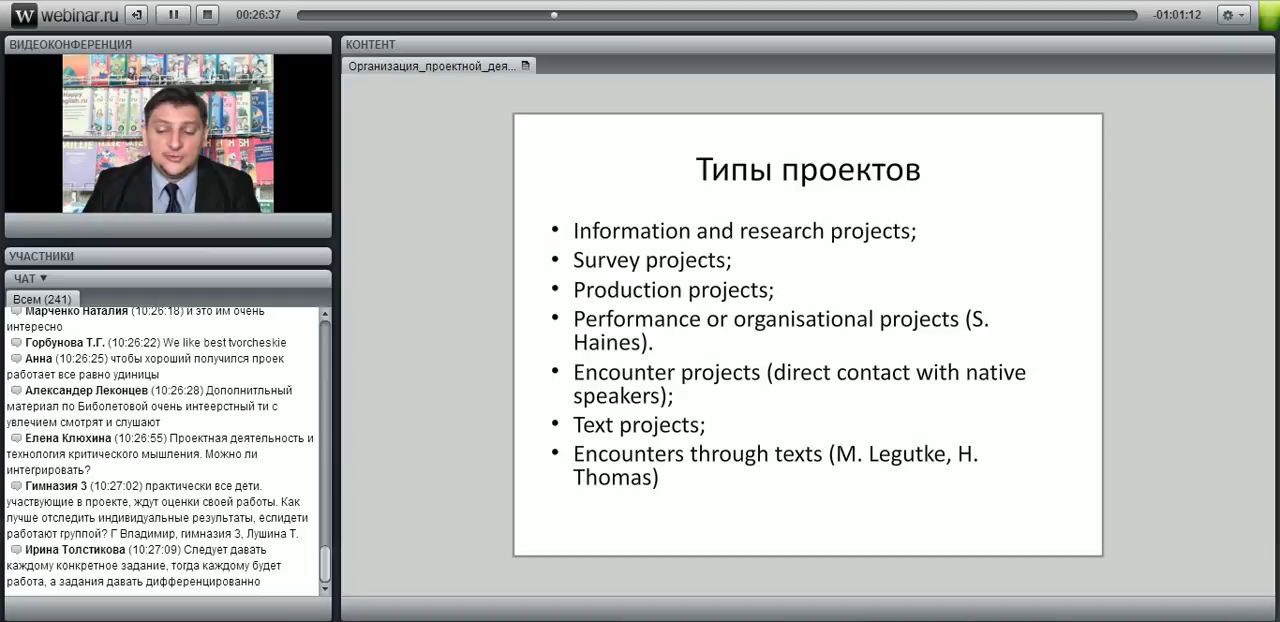 webinar.ru
00:26:37
-01:01:12
ВИДЕОКОНФЕРЕНЦИЯ
УЧАСТНИКИ
ЧАТ
Всем (241)
Марченко Наталия (10:26:18) и это им очень
интересно
Горбунова Т.Г. (10:26:22) We like best tvorcheskie
Анна (10:26:25) чтобы хороший получился проек
работает все равно удиницы
Александер Леконцев (10:26:28) Дополнитльный
материал по Биболетовой очень интеерстный ти с
увлечием смотрят и слушают
Елена Клюхина (10:26:55) Проектная деятельность и
технология критического мышления. Можно ли
интегрировать?
Гимназия 3 (10:27:02) практически все дети.
участвующие в проекте, ждут оценки своей работы. Как
лучше отследить индивидуальные результаты, еслидети
работают группой? Г Владимир, гимназия 3, Лушина Т.
Ирина Толстикова (10:27:09) Следует давать
каждому конкретное задание, тогда каждому будет
работа, а задания давать дифференцированно
КОНТЕНТ
Организация_проектной_дея...
Типы проектов
• Information and research projects;
• Survey projects;
• Production projects;
• Performance or organisational projects (S.
Haines).
• Encounter projects (direct contact with native
speakers);
• Text projects;
• Encounters through texts (M. Legutke, H.
Thomas)